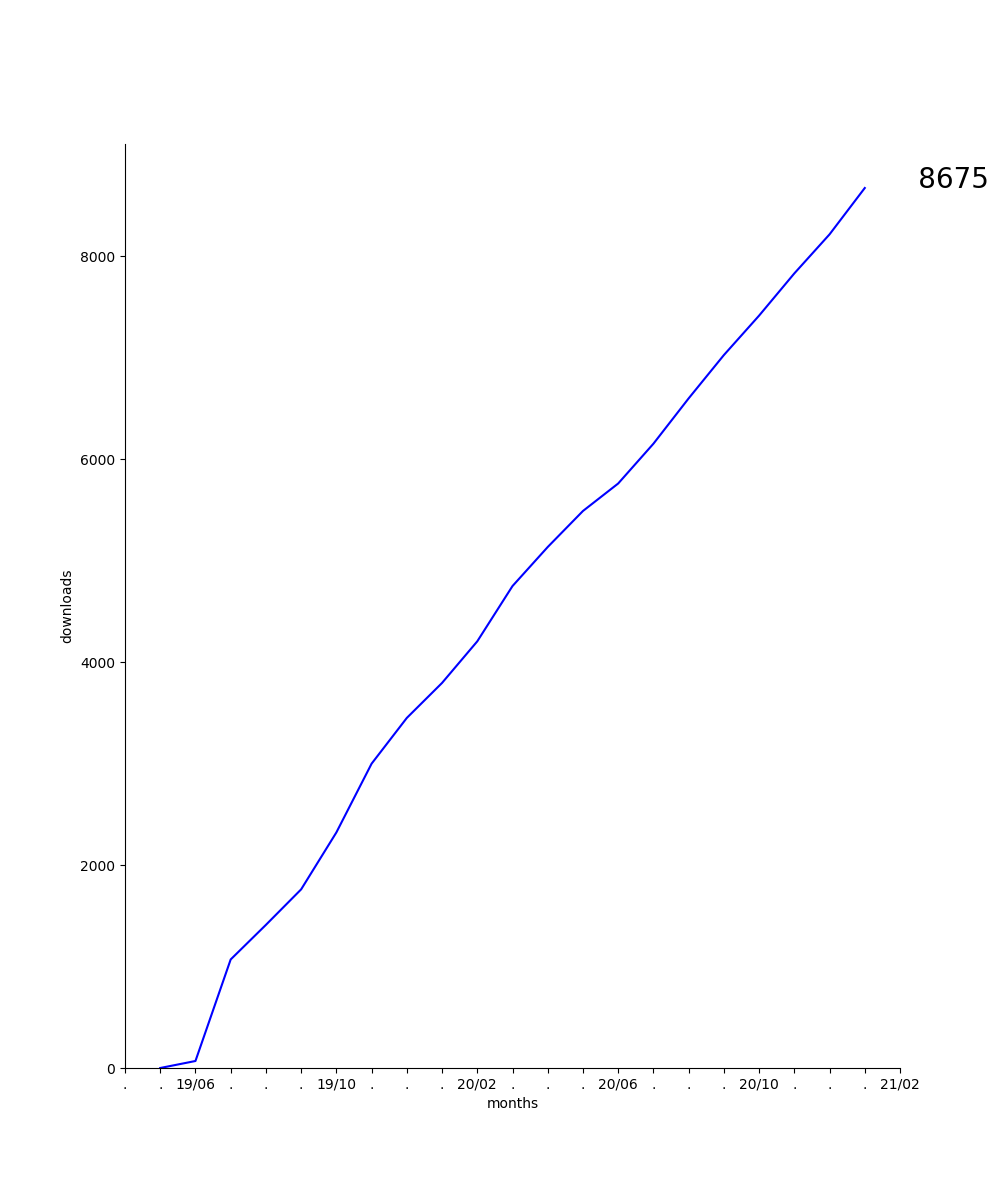 8675
8000
6000
downloads
4000
2000
0
. . 19/06 . . . 19/10 . . . 20/02 . . . 20/06 . . . 20/10 . . . 21/02
months